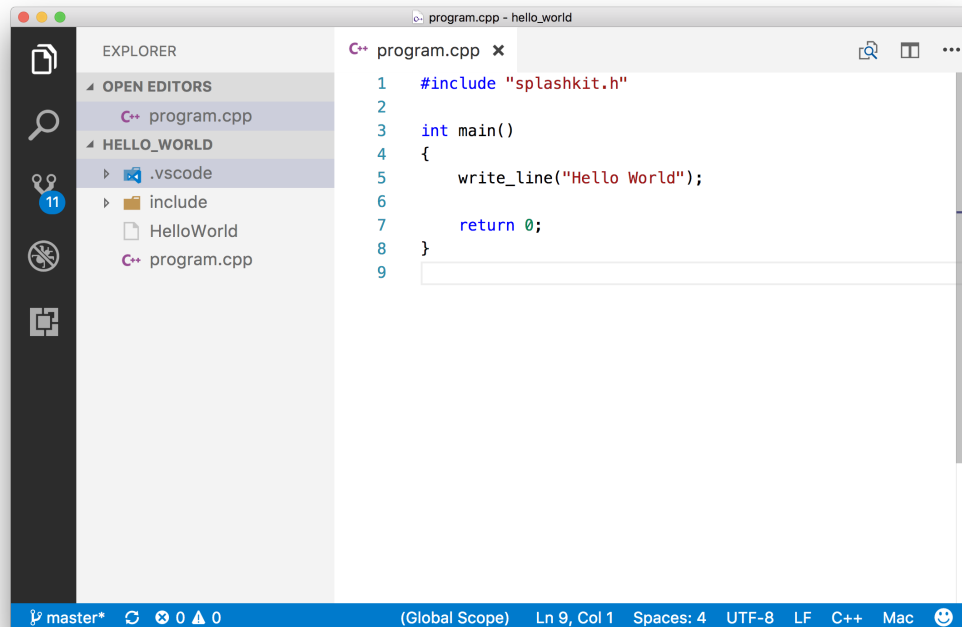 program.cpp - hello_world
EXPLORER
OPEN EDITORS
C++ program.cpp
HELLO_WORLD
.vscode
include
HelloWorld
C++ program.cpp
11
C++ program.cpp ×
1 #include "splashkit.h"
2
3 int main()
4 {
5     write_line("Hello World");
6
7     return 0;
8 }
9
master* 0 0 (Global Scope) Ln 9, Col 1 Spaces: 4 UTF-8 LF C++ Mac